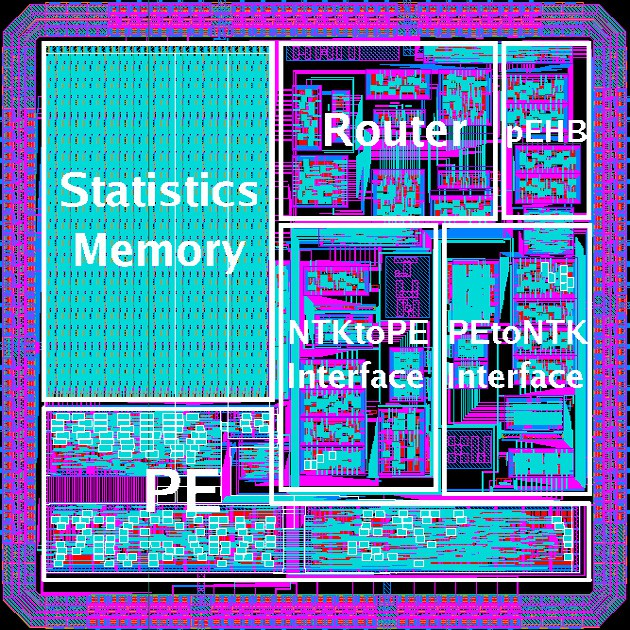 Statistics
Memory
Router
pEHB
NTKtoPE
Interface
PEtoNTK
Interface
PE